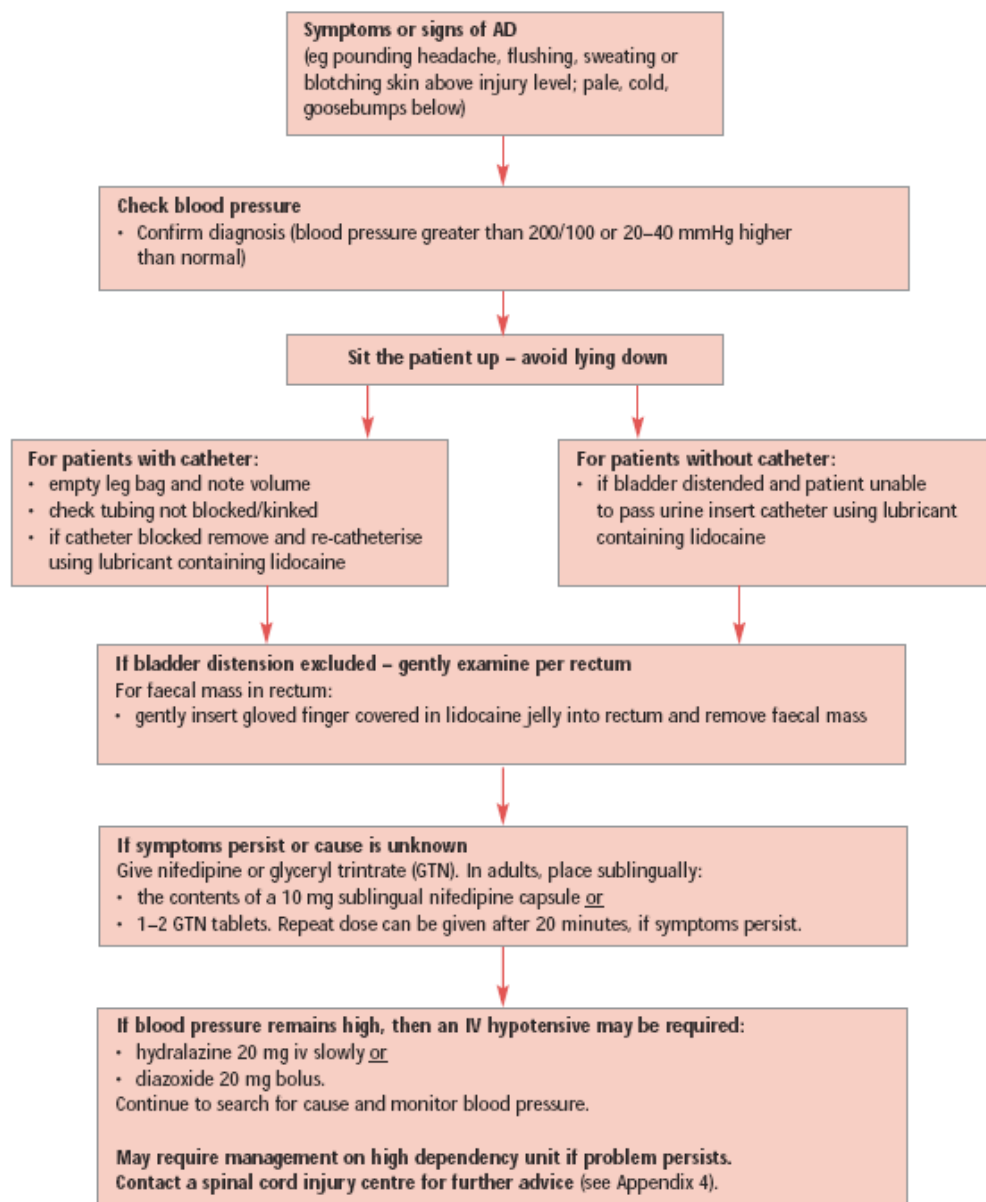 Symptoms or signs of AD
(eg pounding headache, flushing, sweating or
blotching skin above injury level; pale, cold,
goosebumps below)
Check blood pressure
• Confirm diagnosis (blood pressure greater than 200/100 or 20–40 mmHg higher
than normal)
Sit the patient up – avoid lying down
For patients with catheter:
• empty leg bag and note volume
• check tubing not blocked/kinked
• if catheter blocked remove and re-catheterise
using lubricant containing lidocaine
For patients without catheter:
• if bladder distended and patient unable
to pass urine insert catheter using lubricant
containing lidocaine
If bladder distension excluded – gently examine per rectum
For faecal mass in rectum:
• gently insert gloved finger covered in lidocaine jelly into rectum and remove faecal mass
If symptoms persist or cause is unknown
Give nifedipine or glyceryl trintrate (GTN). In adults, place sublingually:
• the contents of a 10 mg sublingual nifedipine capsule or
• 1–2 GTN tablets. Repeat dose can be given after 20 minutes, if symptoms persist.
If blood pressure remains high, then an IV hypotensive may be required:
• hydralazine 20 mg iv slowly or
• diazoxide 20 mg bolus.
Continue to search for cause and monitor blood pressure.
May require management on high dependency unit if problem persists.
Contact a spinal cord injury centre for further advice (see Appendix 4).